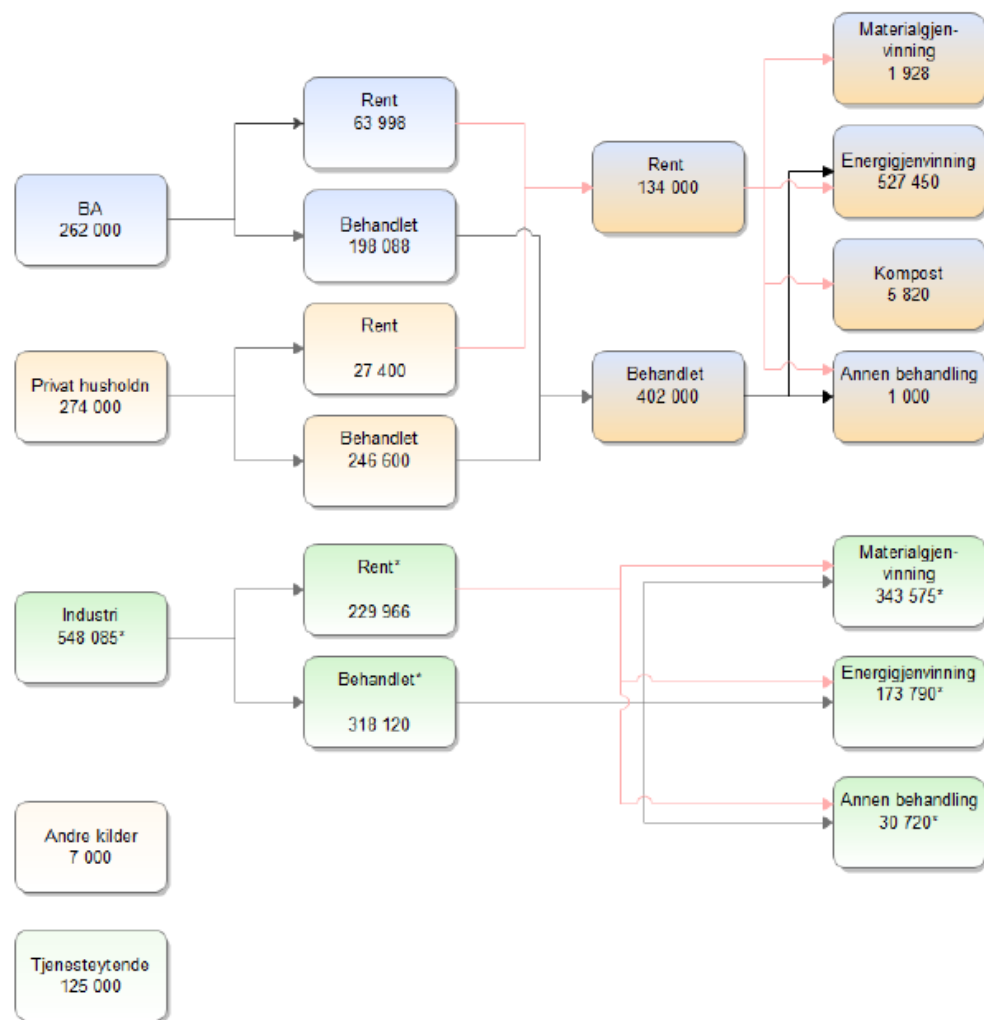 BA
262 000
Privat husholdn
274 000
Rent
63 998
Behandlet
198 088
Rent
27 400
Behandlet
246 600
Rent
134 000
Behandlet
402 000
Materialgjen-
vinning
1 928
Energigjenvinning
527 450
Kompost
5 820
Annen behandling
1 000
Industri
548 085*
Rent*
229 966
Behandlet*
318 120
Materialgjen-
vinning
343 575*
Energigjenvinning
173 790*
Annen behandling
30 720*
Andre kilder
7 000
Tjenesteytende
125 000